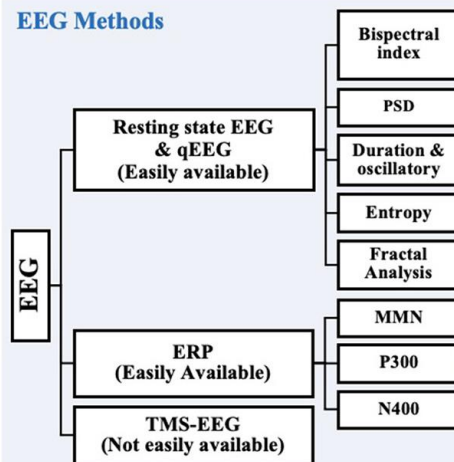 EEG Methods
EEG
Resting state EEG
& qEEG
(Easily available)
Bispectral
index
PSD
Duration &
oscillatory
Entropy
Fractal
Analysis
ERP
(Easily Available)
MMN
P300
N400
TMS-EEG
(Not easily available)